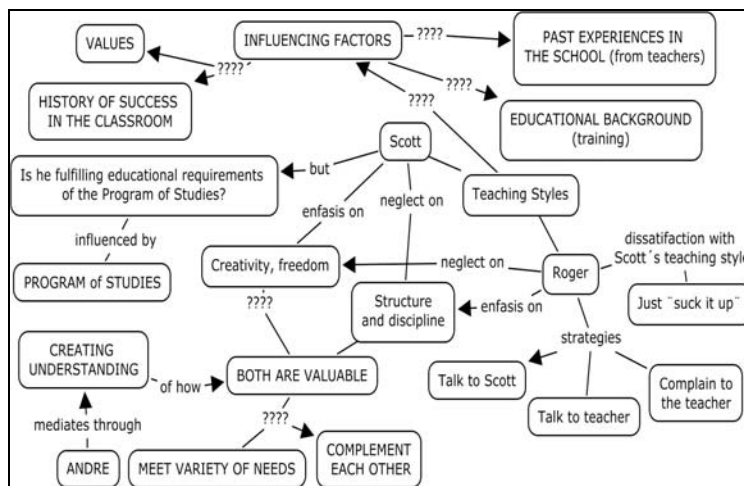 VALUES
INFLUENCING FACTORS
????
PAST EXPERIENCES IN
THE SCHOOL (from teachers)
????´
????
HISTORY OF SUCCESS
IN THE CLASSROOM
????
EDUCATIONAL BACKGROUND
(training)
Scott
Is he fulfilling educational requirements
of the Program of Studies?
but
Teaching Styles
enfasis on
neglect on
influenced by
dissatifaction with
Scott´s teaching style
Creativity, freedom
neglect on
Roger
PROGRAM of STUDIES
????
Structure
and discipline
enfasis on
Just ¨suck it up¨
strategies
CREATING
UNDERSTANDING
of how
BOTH ARE VALUABLE
Talk to Scott
Complain to
the teacher
Talk to teacher
mediates through
????
ANDRE
MEET VARIETY OF NEEDS
COMPLEMENT
EACH OTHER